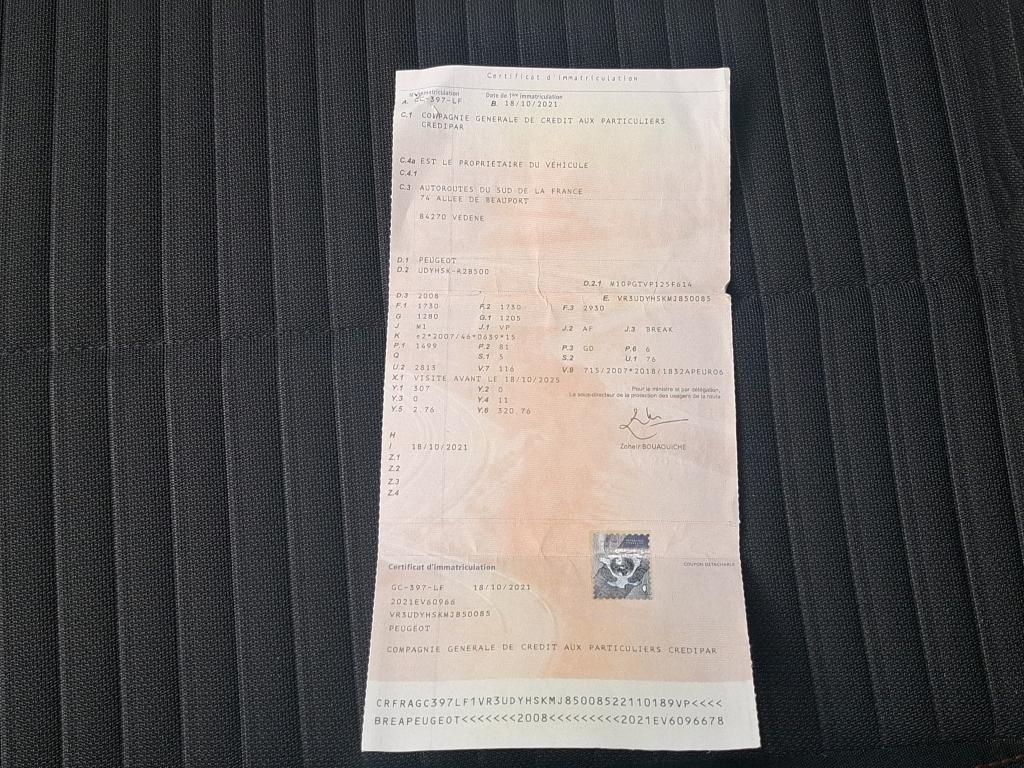 Certificat d'immatriculation
N° immatriculation Date de 1ère immatriculation
A. GC-397-LF B. 18/10/2021
C.1 COMPAGNIE GENERALE DE CREDIT AUX PARTICULIERS
CREDIPAR
C.4a EST LE PROPRIÉTAIRE DU VÉHICULE
C.4.1
C.3 AUTOROUTES DU SUD DE LA FRANCE
74 ALLEE DE BEAUPORT
84270 VEDENE
D.1 PEUGEOT
D.2 UDYHSK-R2B500
D.2.1 M10PGTVP125F614
D.3 2008 E. VR3UDYHSKMJ850085
F.1 1730 F.2 1730 F.3 2930
G 1280 G.1 1205
J M1 J.1 VP J.2 AF J.3 BREAK
K e2*2007/46*0639*15
P.1 1499 P.2 81 P.3 GO P.6 6
Q S.1 5 S.2 U.1 76
U.2 2813 V.7 116 V.9 715/2007*2018/1832APEURO6
X.1 VISITE AVANT LE 18/10/2025
Y.1 307 Y.2 0
Y.3 0 Y.4 11
Y.5 2.76 Y.6 320.76
Pour le ministre et par délégation,
Le sous-directeur de la protection des usagers de la route
Zoheir BOUAOUICHE
H
I 18/10/2021
Z.1
Z.2
Z.3
Z.4
COUPON DÉTACHABLE
Certificat d'immatriculation
GC-397-LF 18/10/2021
2021EV60966
VR3UDYHSKMJ850085
PEUGEOT
COMPAGNIE GENERALE DE CREDIT AUX PARTICULIERS CREDIPAR
CRFRAGC397LF1VR3UDYHSKMJ85008522110189VP<<<<
BREAPEUGEOT<<<<<<<2008<<<<<<<<<2021EV6096678